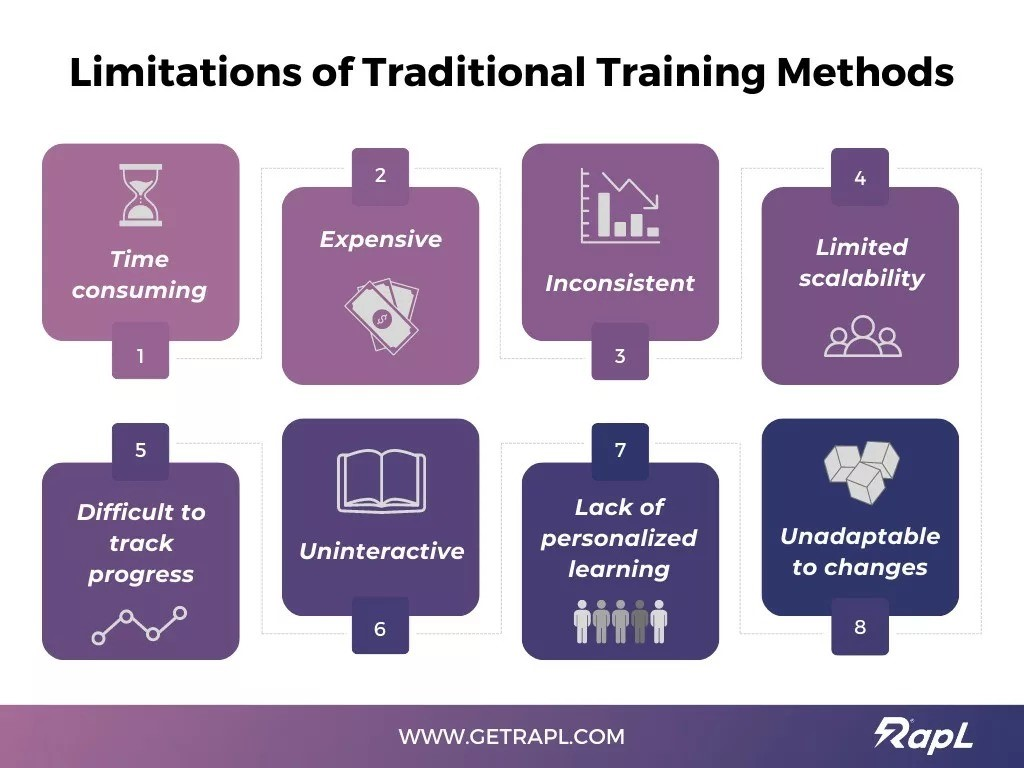 Limitations of Traditional Training Methods
Time
consuming
1
2
Expensive
Inconsistent
3
4
Limited
scalability
5
Difficult to
track
progress
Uninteractive
6
7
Lack of
personalized
learning
Unadaptable
to changes
8
WWW.GETRAPL.COM
RapL